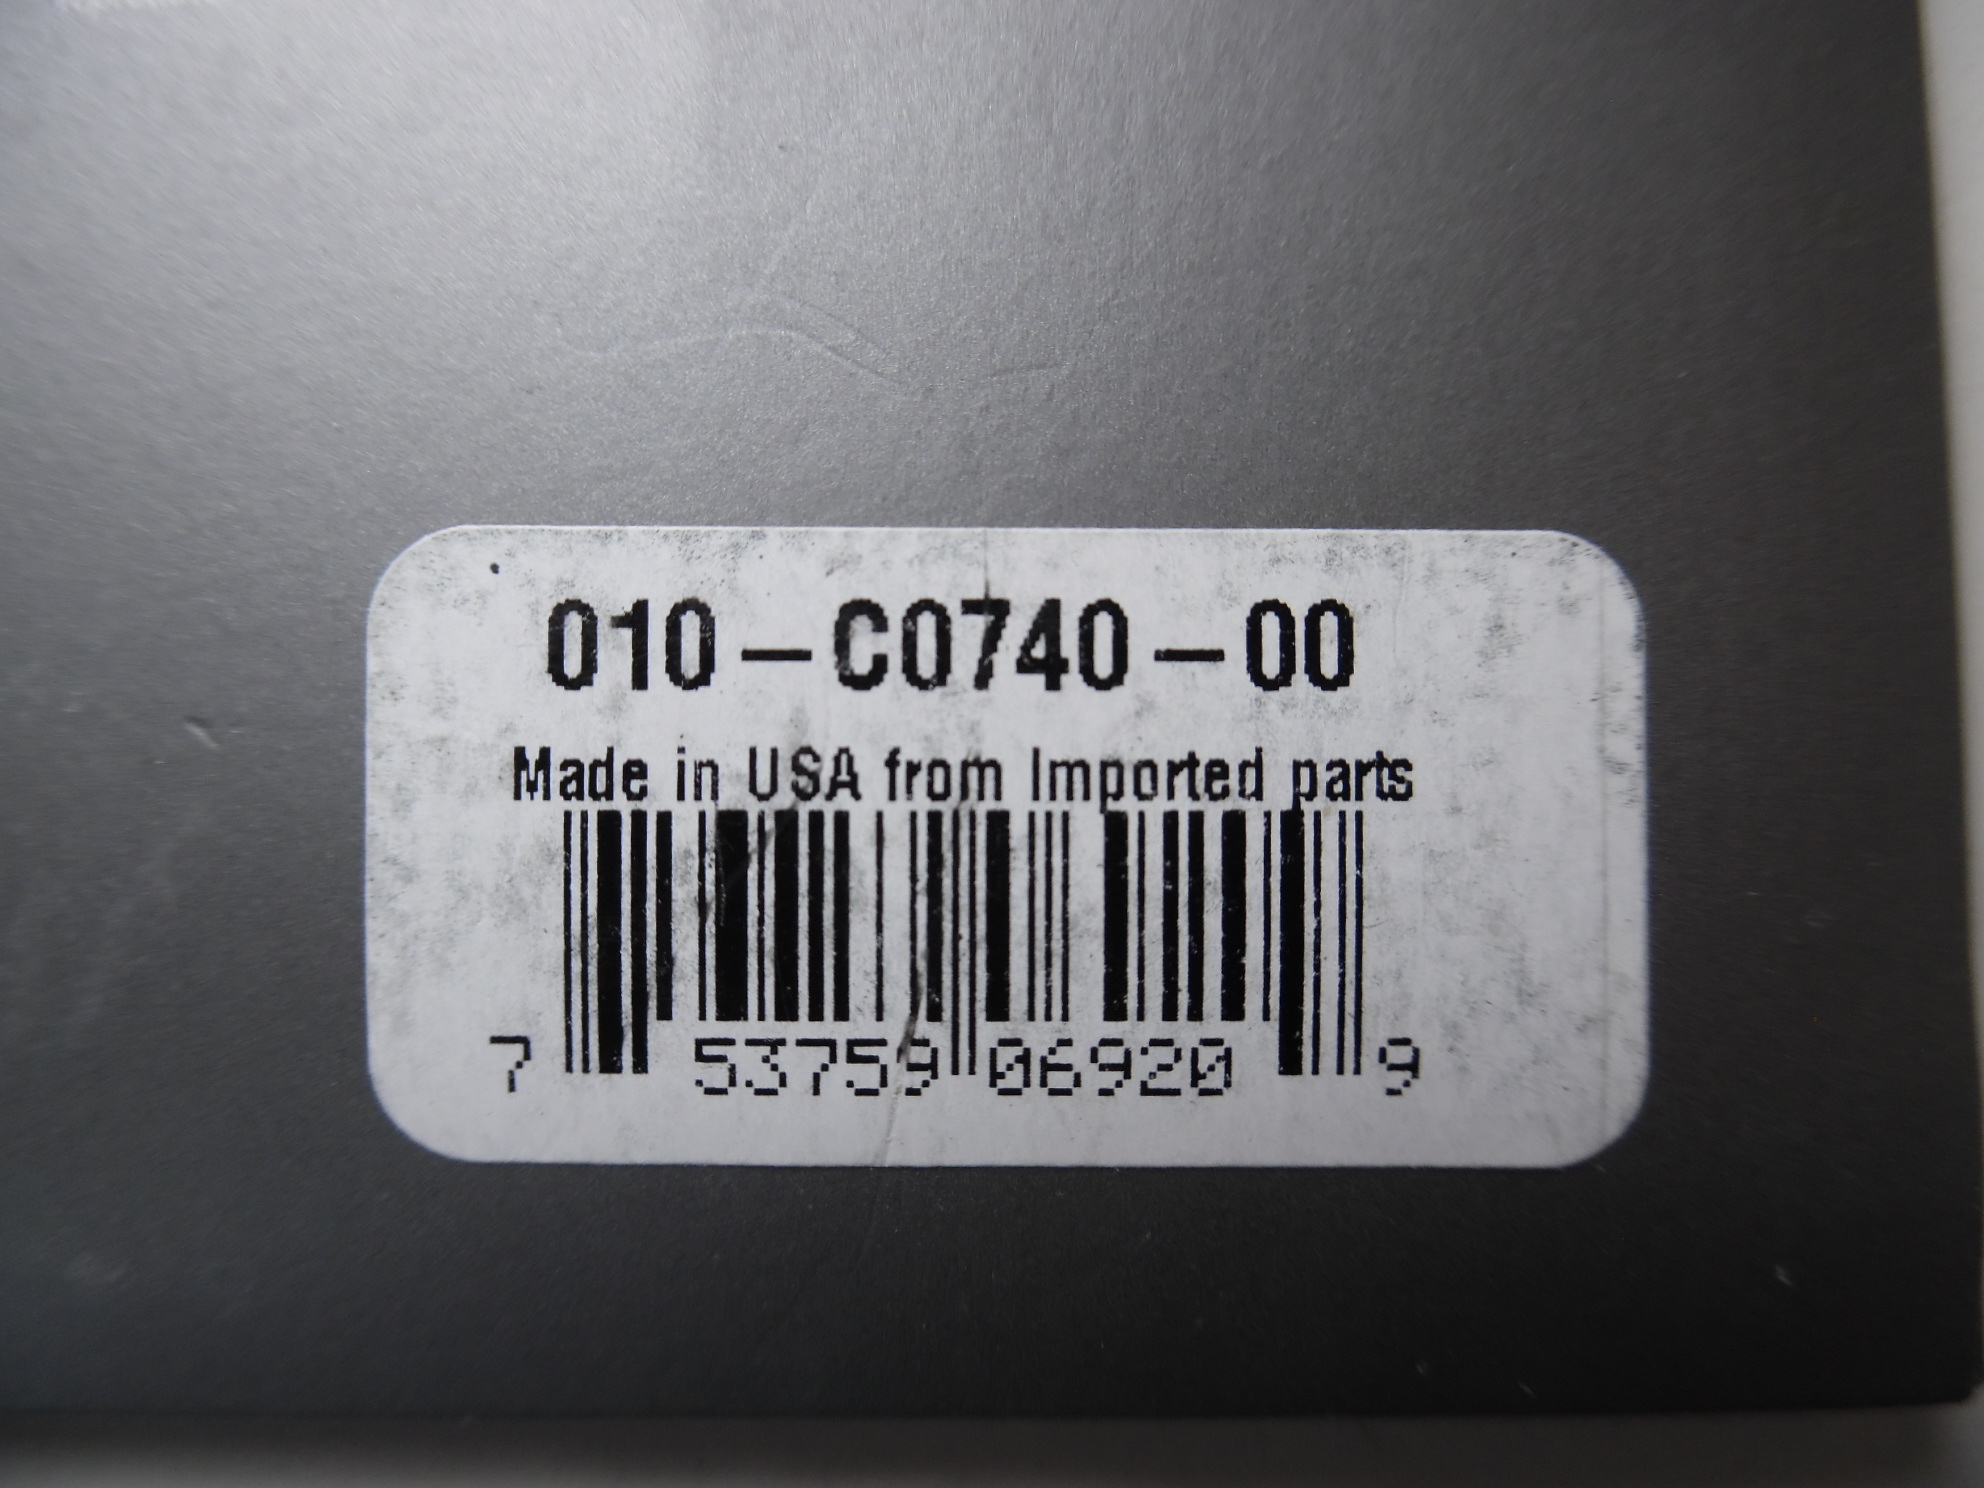 010-C0740-00
Made in USA from Imported parts
7 53759 06920 9